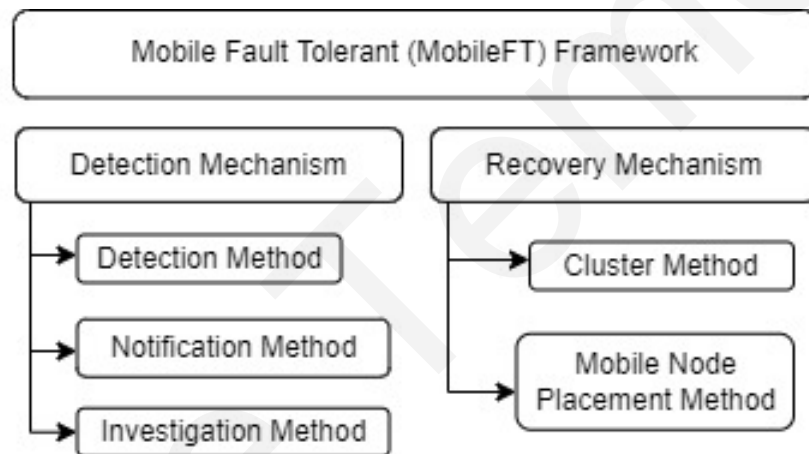 Mobile Fault Tolerant (MobileFT) Framework
Detection Mechanism
Detection Method
Notification Method
Investigation Method
Recovery Mechanism
Cluster Method
Mobile Node
Placement Method